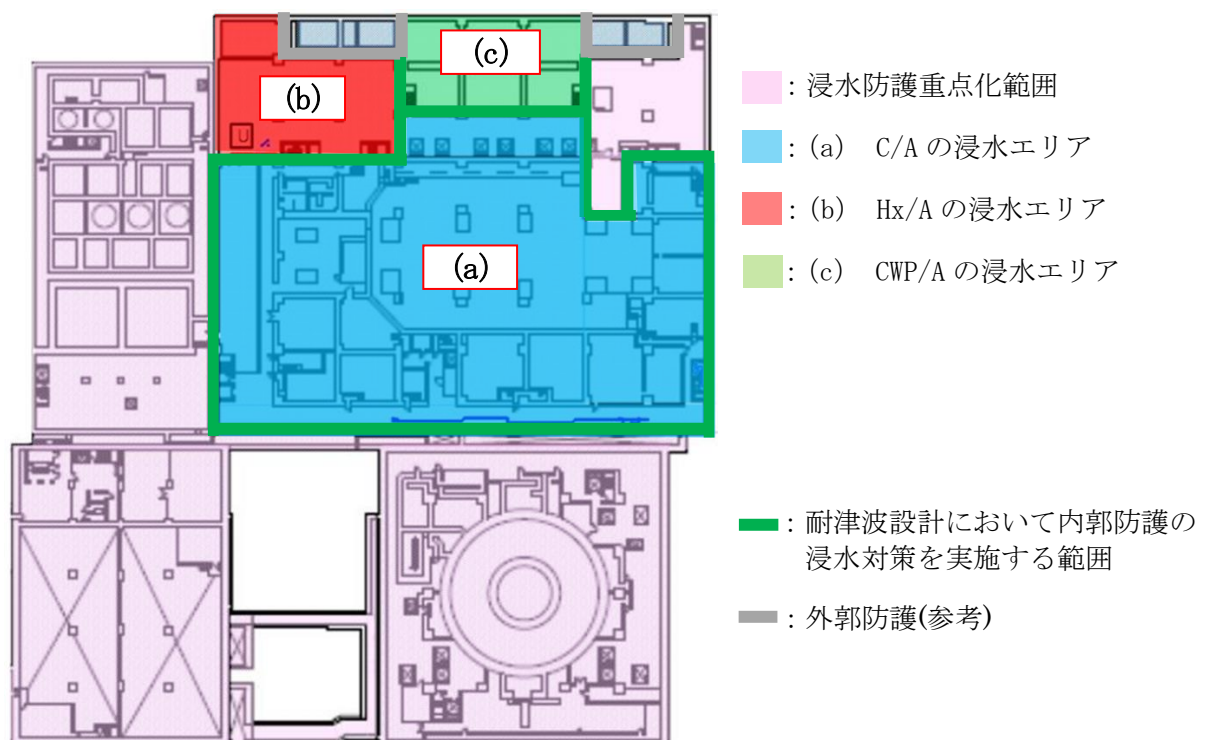 (c)
(b)
(a)
：浸水防護重点化範囲
：(a) C/A の浸水エリア
：(b) Hx/A の浸水エリア
：(c) CWP/A の浸水エリア
：耐津波設計において内郭防護の
浸水対策を実施する範囲
：外郭防護(参考)